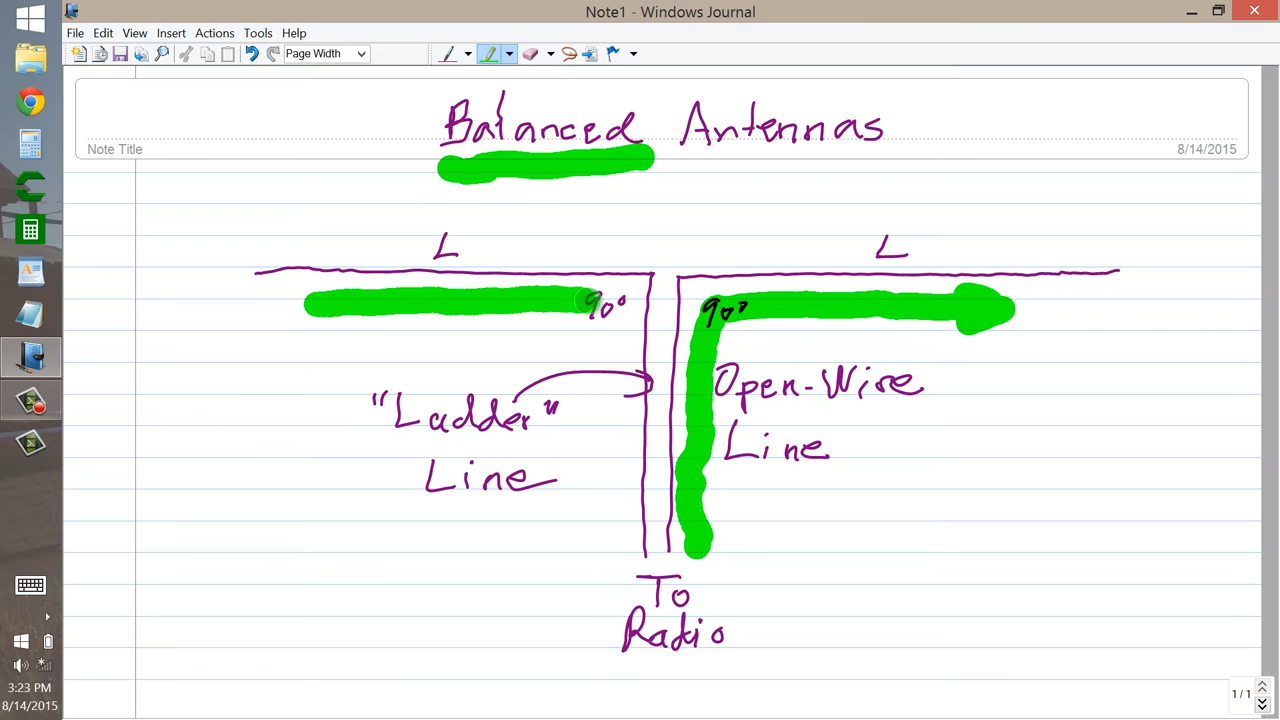 Note1 - Windows Journal
File Edit View Insert Actions Tools Help
Page Width
Balanced Antennas
Note Title
8/14/2015
L L
90° 90°
"Ladder"
Line
Open-Wire
Line
To
Radio
3:23 PM
8/14/2015
1/1